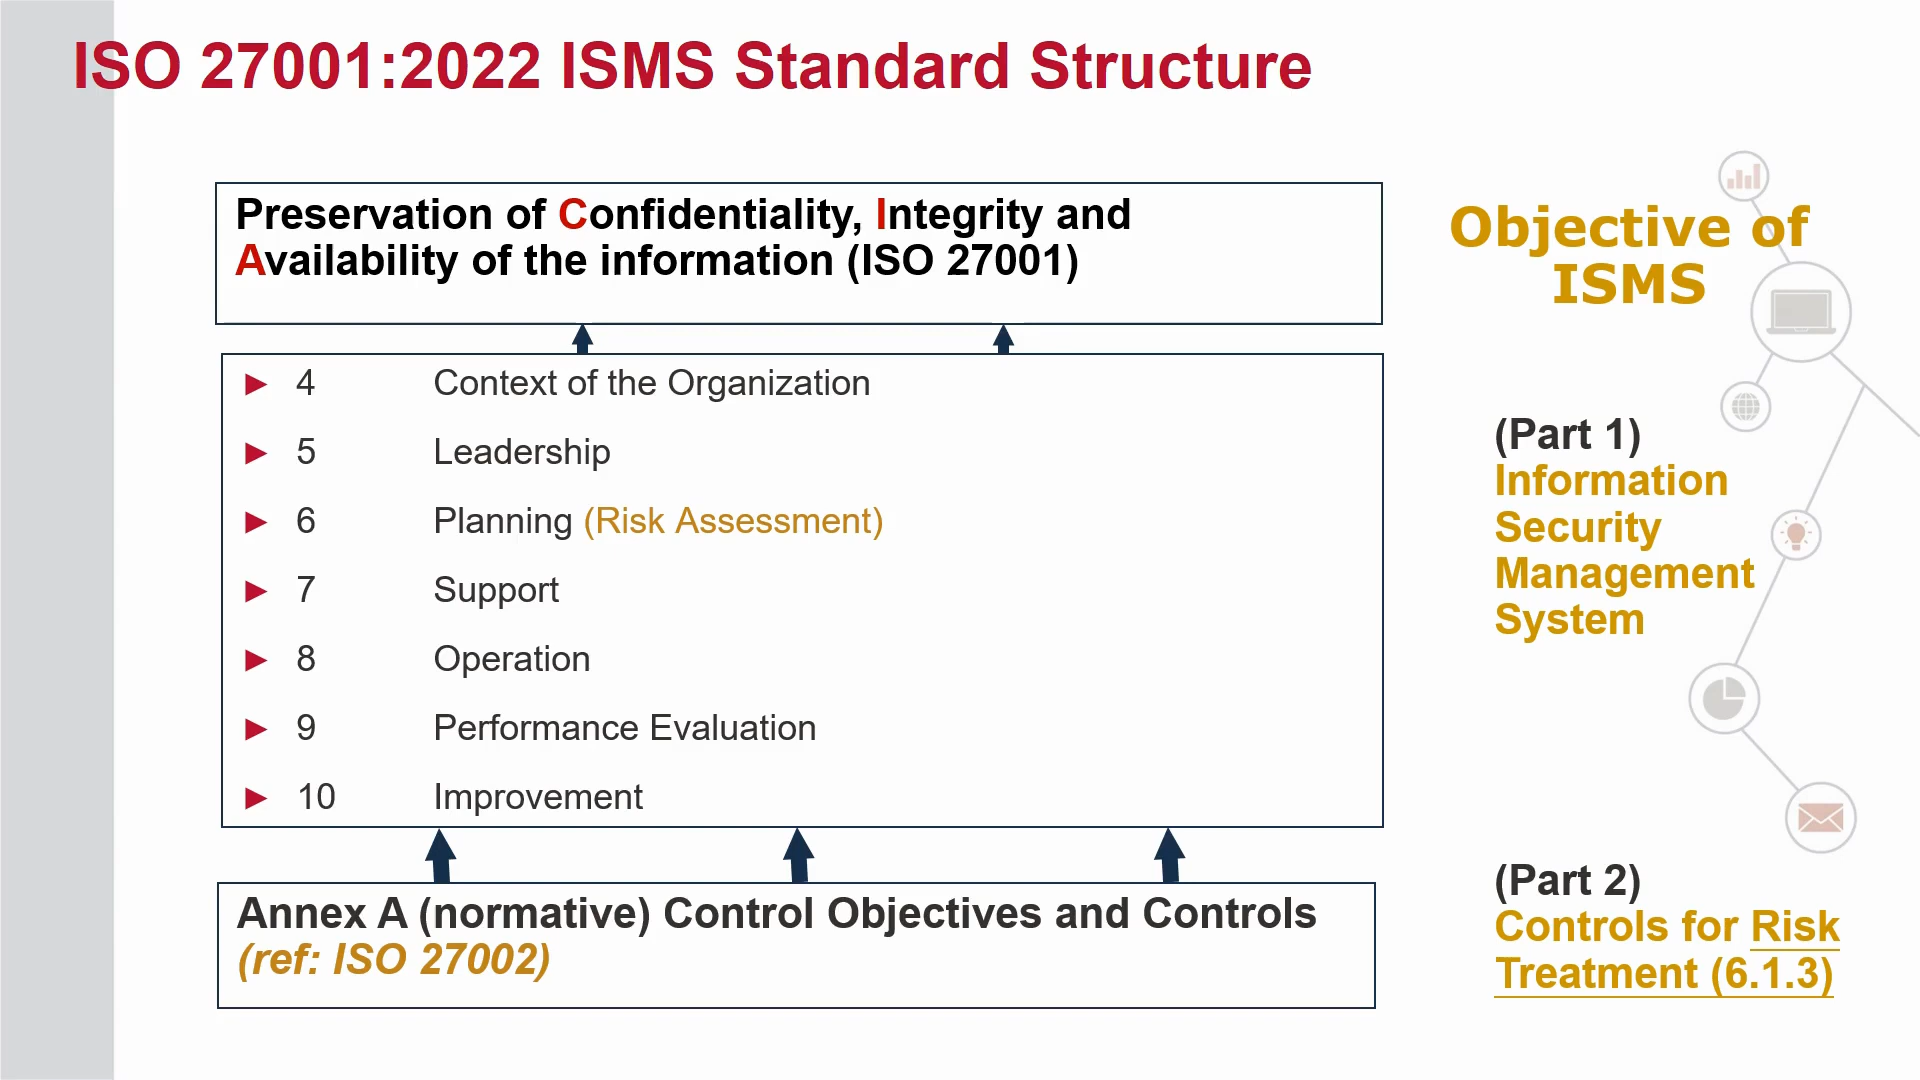 ISO 27001:2022 ISMS Standard Structure
Preservation of Confidentiality, Integrity and
Availability of the information (ISO 27001)
Objective of
ISMS
► 4 Context of the Organization
► 5 Leadership
► 6 Planning (Risk Assessment)
► 7 Support
► 8 Operation
► 9 Performance Evaluation
► 10 Improvement
(Part 1)
Information
Security
Management
System
Annex A (normative) Control Objectives and Controls
(ref: ISO 27002)
(Part 2)
Controls for Risk
Treatment (6.1.3)